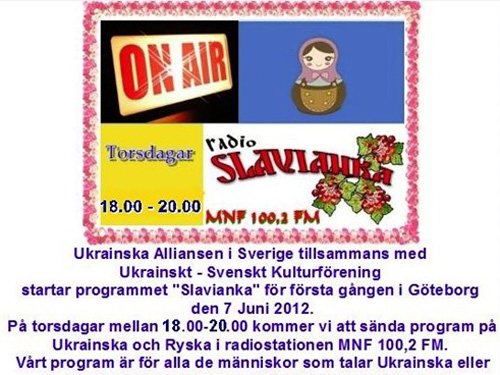 ON AIR
Torsdagar
18.00 - 20.00
radio
SLAVIANKA
MNF 100,2 FM
Ukrainska Alliansen i Sverige tillsammans med
Ukrainskt - Svenskt Kulturförening
startar programmet "Slavianka" för första gången i Göteborg
den 7 Juni 2012.
På torsdagar mellan 18.00-20.00 kommer vi att sända program på
Ukrainska och Ryska i radiostationen MNF 100,2 FM.
Vårt program är för alla de människor som talar Ukrainska eller